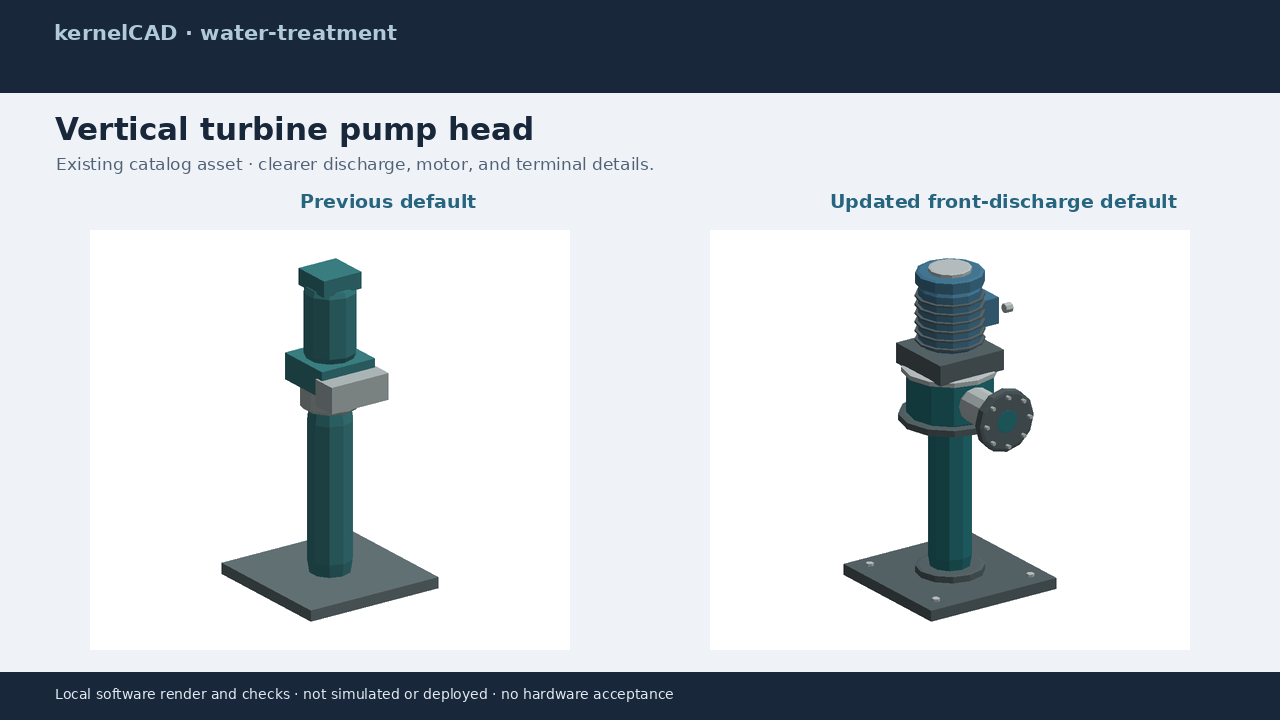 kernelCAD · water-treatment
Vertical turbine pump head
Existing catalog asset · clearer discharge, motor, and terminal details.
Previous default
Updated front-discharge default
Local software render and checks · not simulated or deployed · no hardware acceptance